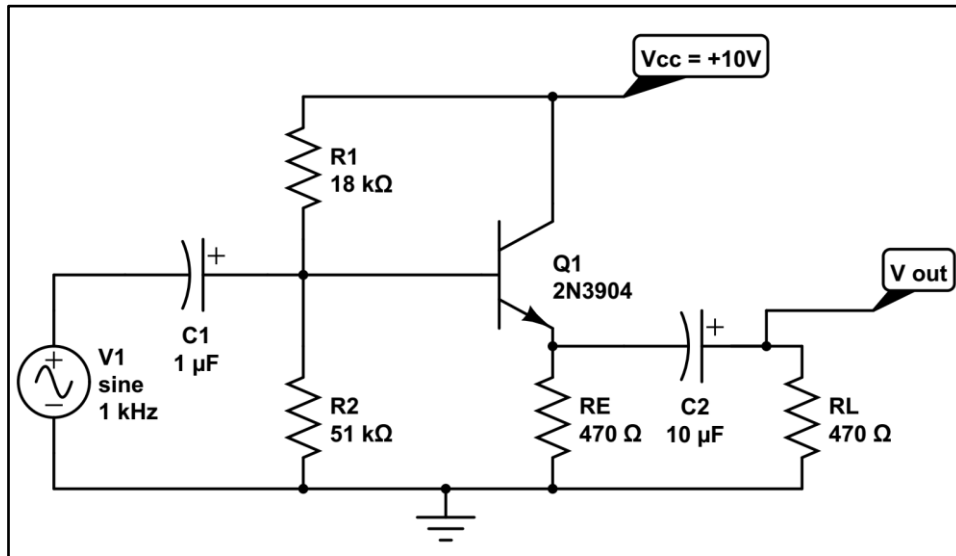 Vcc = +10V
R1
18 kΩ
+
C1
1 µF
Q1
2N3904
V out
+
C2
10 µF
+
V1
sine
1 kHz
R2
51 kΩ
RE
470 Ω
RL
470 Ω